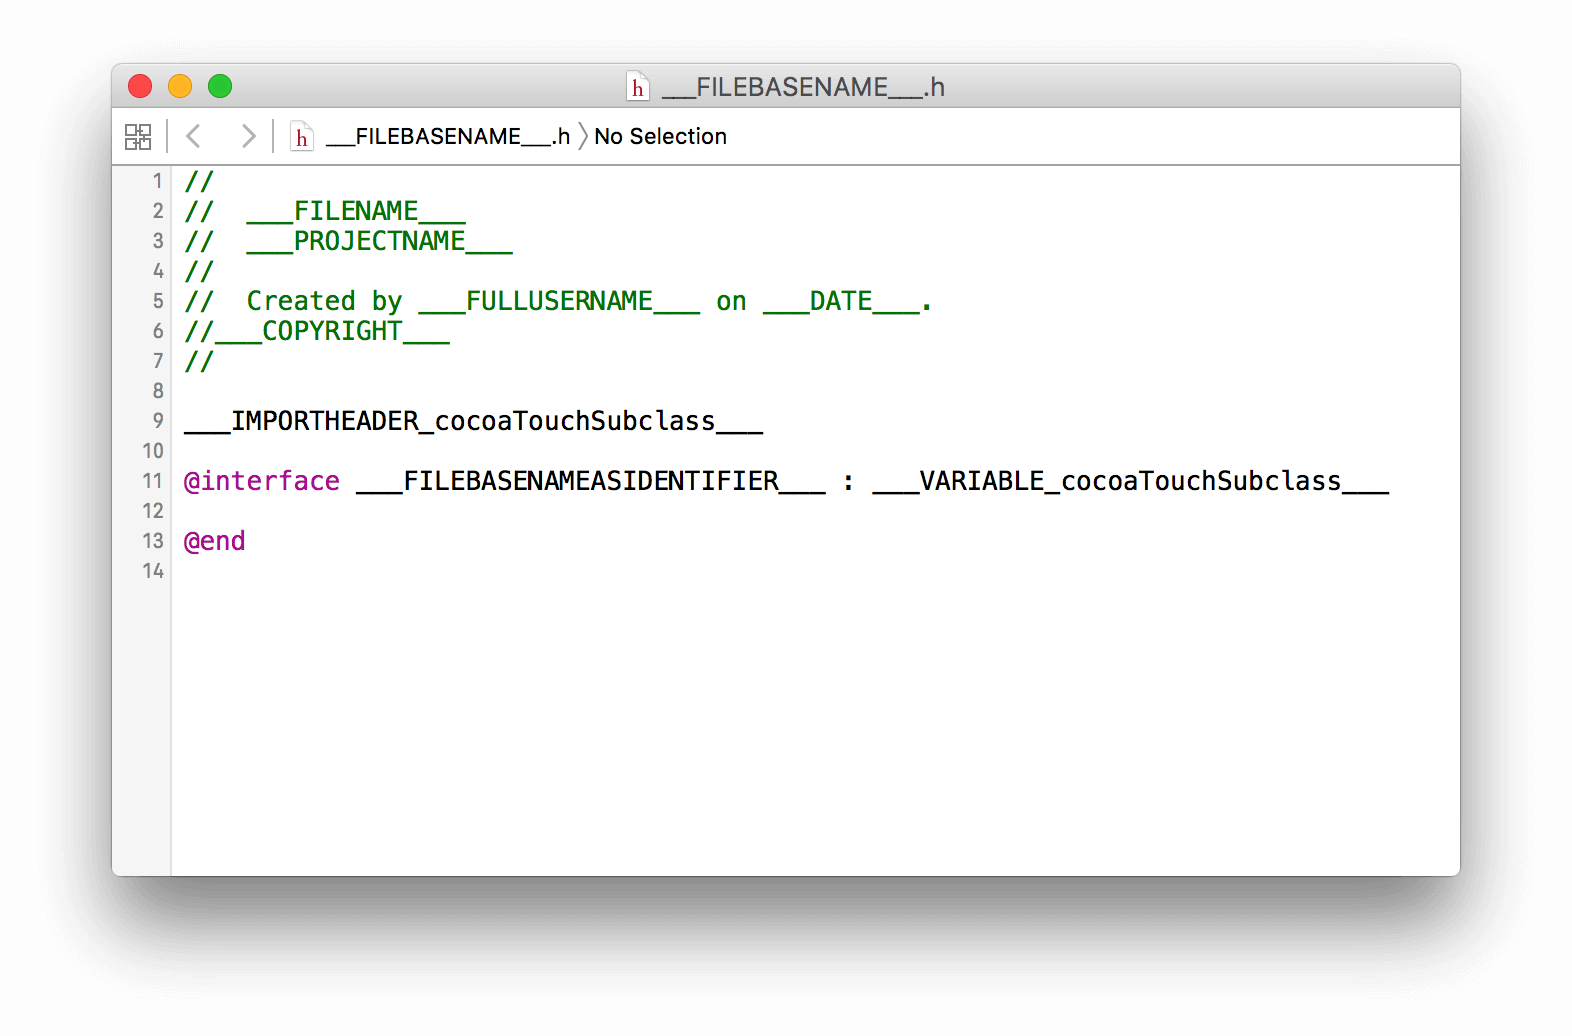 h ___FILEBASENAME___.h
h ___FILEBASENAME___.h 〉 No Selection
1 //
2 //  ___FILENAME___
3 //  ___PROJECTNAME___
4 //
5 //  Created by ___FULLUSERNAME___ on ___DATE___.
6 //___COPYRIGHT___
7 //
8
9 ___IMPORTHEADER_cocoaTouchSubclass___
10
11 @interface ___FILEBASENAMEASIDENTIFIER___ : ___VARIABLE_cocoaTouchSubclass___
12
13 @end
14